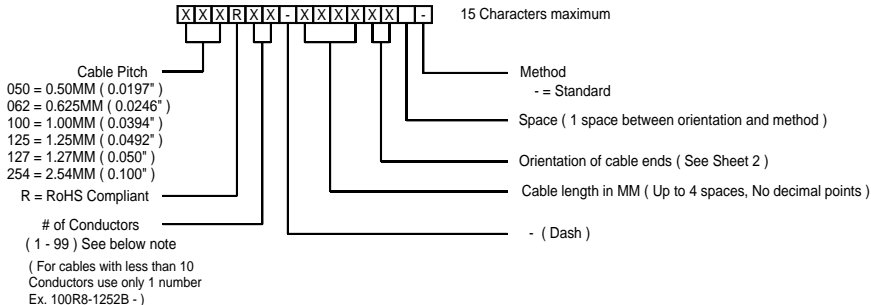 XXXRXX-XXXXXX - 15 Characters maximum
Cable Pitch
050 = 0.50MM ( 0.0197" )
062 = 0.625MM ( 0.0246" )
100 = 1.00MM ( 0.0394" )
125 = 1.25MM ( 0.0492" )
127 = 1.27MM ( 0.050" )
254 = 2.54MM ( 0.100" )
R = RoHS Compliant
# of Conductors
( 1 - 99 ) See below note
( For cables with less than 10
Conductors use only 1 number
Ex. 100R8-1252B - )
Method
- = Standard
Space ( 1 space between orientation and method )
Orientation of cable ends ( See Sheet 2 )
Cable length in MM ( Up to 4 spaces, No decimal points )
- ( Dash )